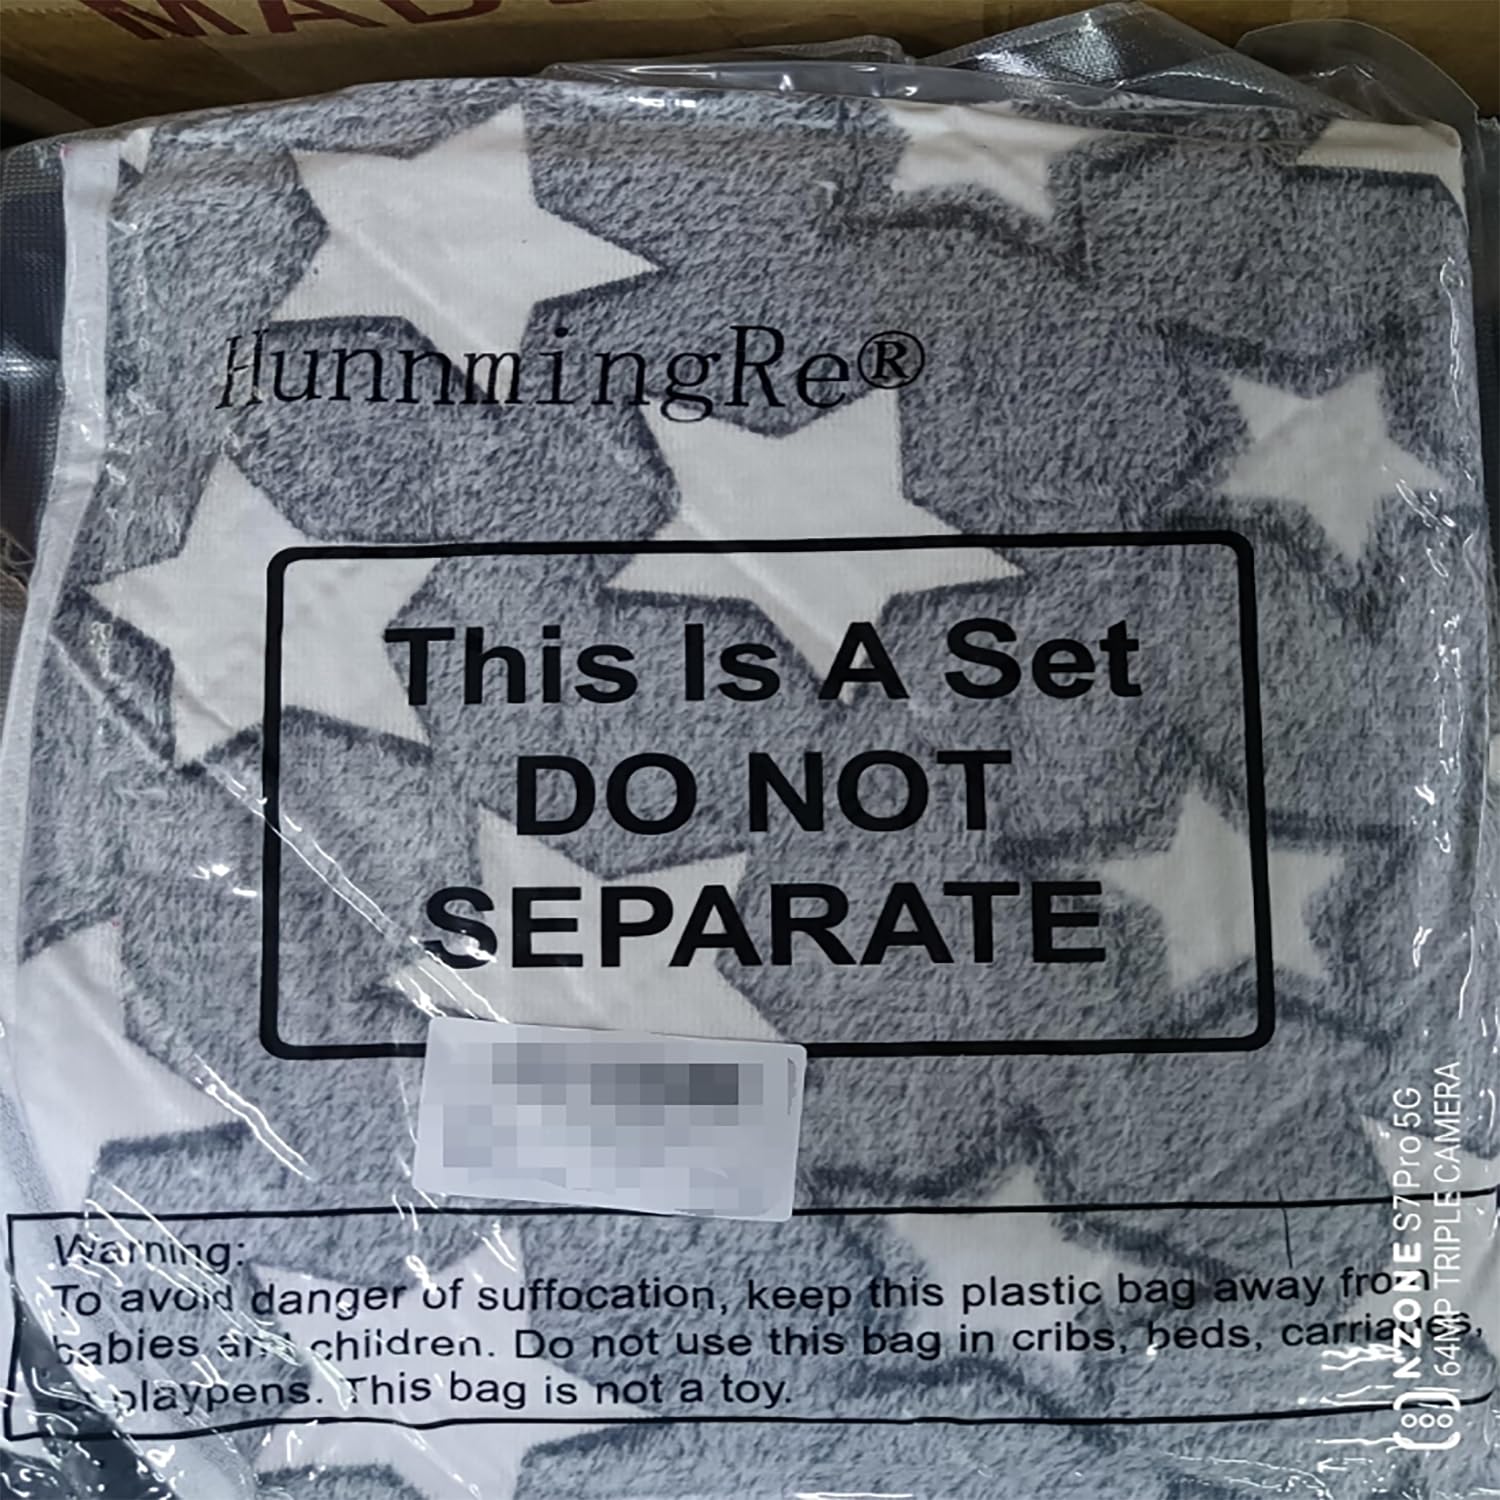 MADE
HunnmingRe®
This Is A Set
DO NOT
SEPARATE
Warning:
To avoid danger of suffocation, keep this plastic bag away from
babies and children. Do not use this bag in cribs, beds, carriages,
playpens. This bag is not a toy.
NZONE S7Pro 5G
64MP TRIPLE CAMERA